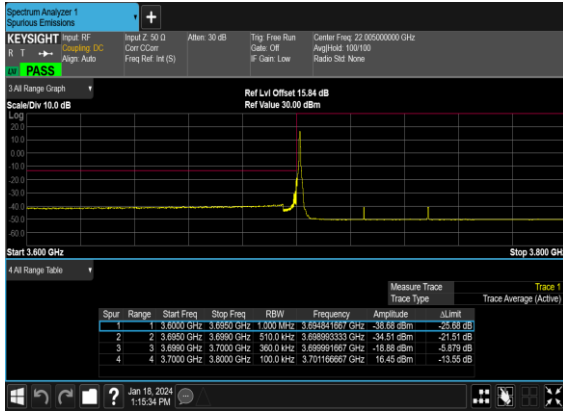 Spectrum Analyzer 1
Spurious Emissions
+
KEYSIGHT Input: RF Input Z: 50 Ω Atten: 30 dB Trig: Free Run Center Freq: 22.005000000 GHz
R T Coupling: DC Corr CCorr Gate: Off Avg|Hold: 100/100
Align: Auto Freq Ref: Int (S) IF Gain: Low Radio Std: None
PASS
3 All Range Graph
Ref Lvl Offset 15.84 dB
Scale/Div 10.0 dB Ref Value 30.00 dBm
Log
20.0
10.0
0.00
-10.0
-20.0
-30.0
-40.0
-50.0
-60.0
Start 3.600 GHz Stop 3.800 GHz
4 All Range Table
Measure Trace Trace 1
Trace Type Trace Average (Active)
Spur Range Start Freq Stop Freq RBW Frequency Amplitude ΔLimit
1 1 3.6000 GHz 3.6950 GHz 1.000 MHz 3.694841667 GHz -38.68 dBm -25.68 dB
2 2 3.6950 GHz 3.6990 GHz 510.0 kHz 3.698993333 GHz -34.51 dBm -21.51 dB
3 3 3.6990 GHz 3.7000 GHz 360.0 kHz 3.699991667 GHz -18.88 dBm -5.879 dB
4 4 3.7000 GHz 3.8000 GHz 100.0 kHz 3.701166667 GHz 16.45 dBm -13.55 dB
? Jan 18, 2024
1:15:34 PM